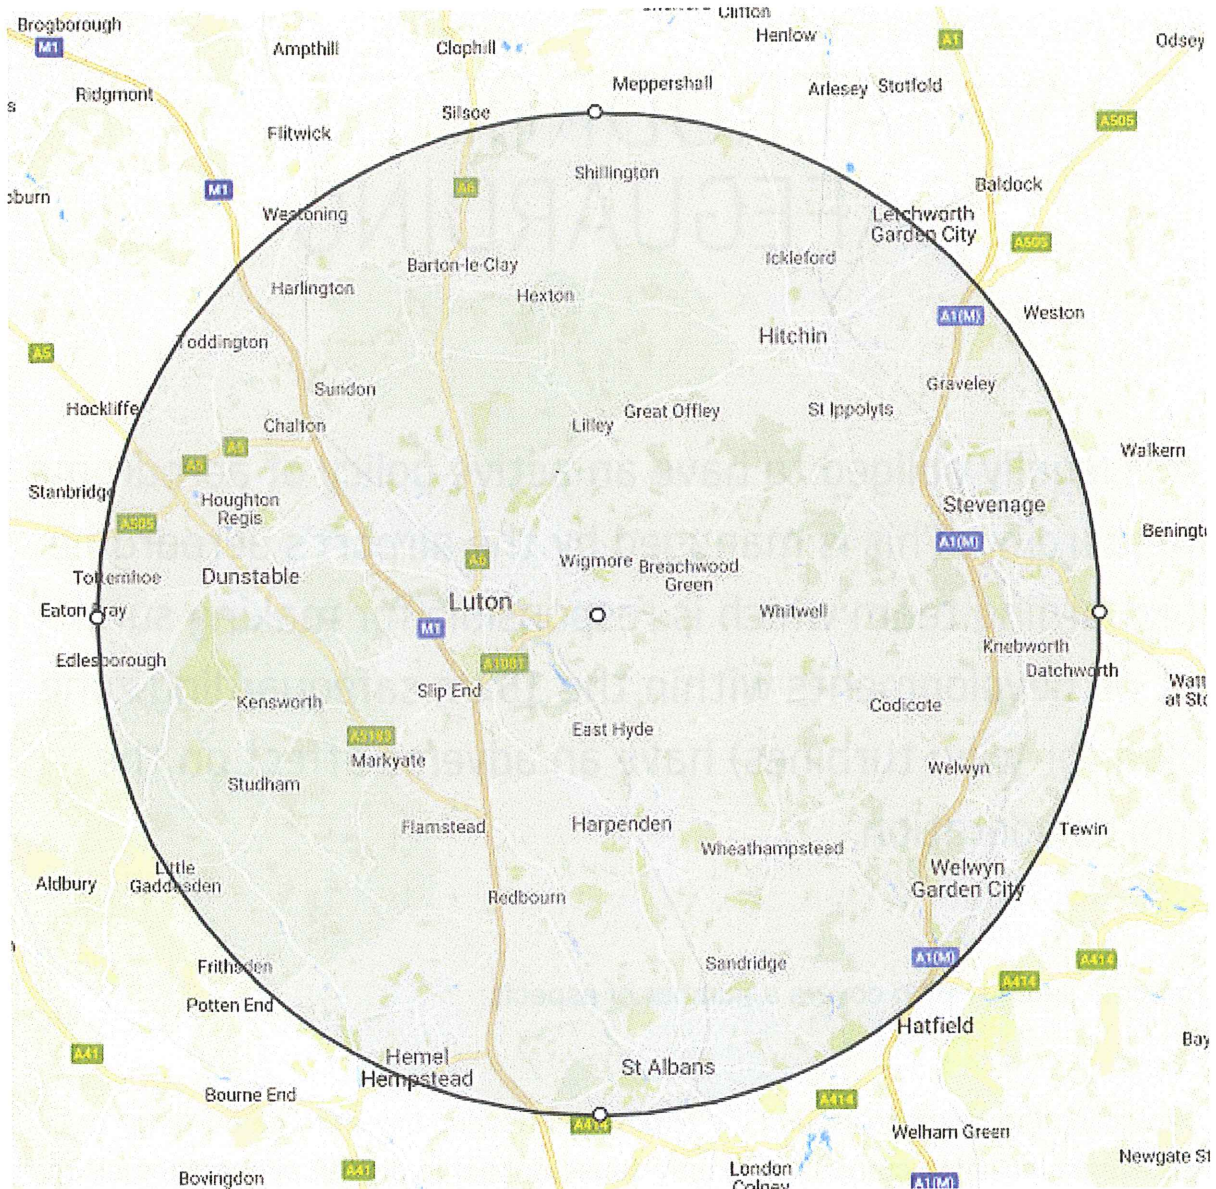 Clifton
Brogborough
Henlow
M1
Ampthill
Clophill
A1
Odsey
Ridgmont
Meppershall
Arlesey
Stotfold
Silsoe
A505
Flitwick
Shillington
M1
A6
Baldock
Westoning
Letchworth
Garden City
A505
Barton-le-Clay
Ickleford
Harlington
Hexton
A1(M)
Weston
Toddington
Hitchin
A5
Sundon
Graveley
Hockliffe
Great Offley
St Ippolyts
Chalton
Lilley
A5
Walkern
A5
Stanbridge
Houghton
Regis
Stevenage
A505
A1(M)
A6
Wigmore
Breachwood
Green
Totternhoe
Dunstable
Luton
Eaton Bray
Whitwell
M1
Knebworth
Edlesborough
A1081
Datchworth
Slip End
Kensworth
Codicote
East Hyde
A5183
Markyate
Welwyn
Studham
Flamstead
Harpenden
Tewin
Wheathampstead
Little
Gaddesden
Aldbury
Welwyn
Garden City
Redbourn
Frithsden
Sandridge
A1(M)
A414
A414
Potten End
Hatfield
A41
Hemel
Hempstead
St Albans
Bourne End
A414
A414
Welham Green
A41
London
Colney
Bovingdon
A1(M)